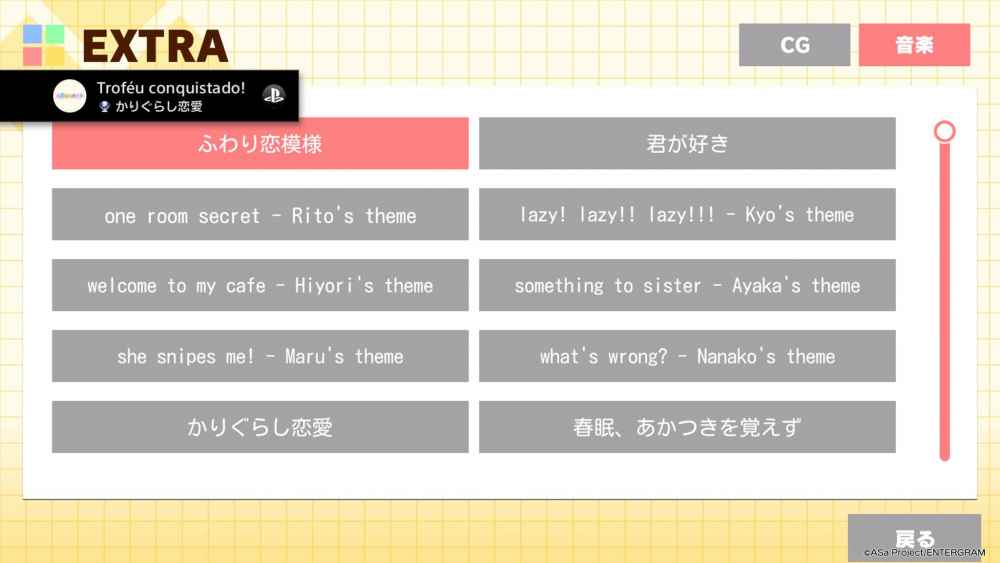 EXTRA
CG
音楽
Troféu conquistado!
かりぐらし恋愛
ふわり恋模様
君が好き
one room secret - Rito's theme
lazy! lazy!! lazy!!! - Kyo's theme
welcome to my cafe - Hiyori's theme
something to sister - Ayaka's theme
she snipes me! - Maru's theme
what's wrong? - Nanako's theme
かりぐらし恋愛
春眠、あかつきを覚えず
戻る
©ASa Project/ENTERGRAM